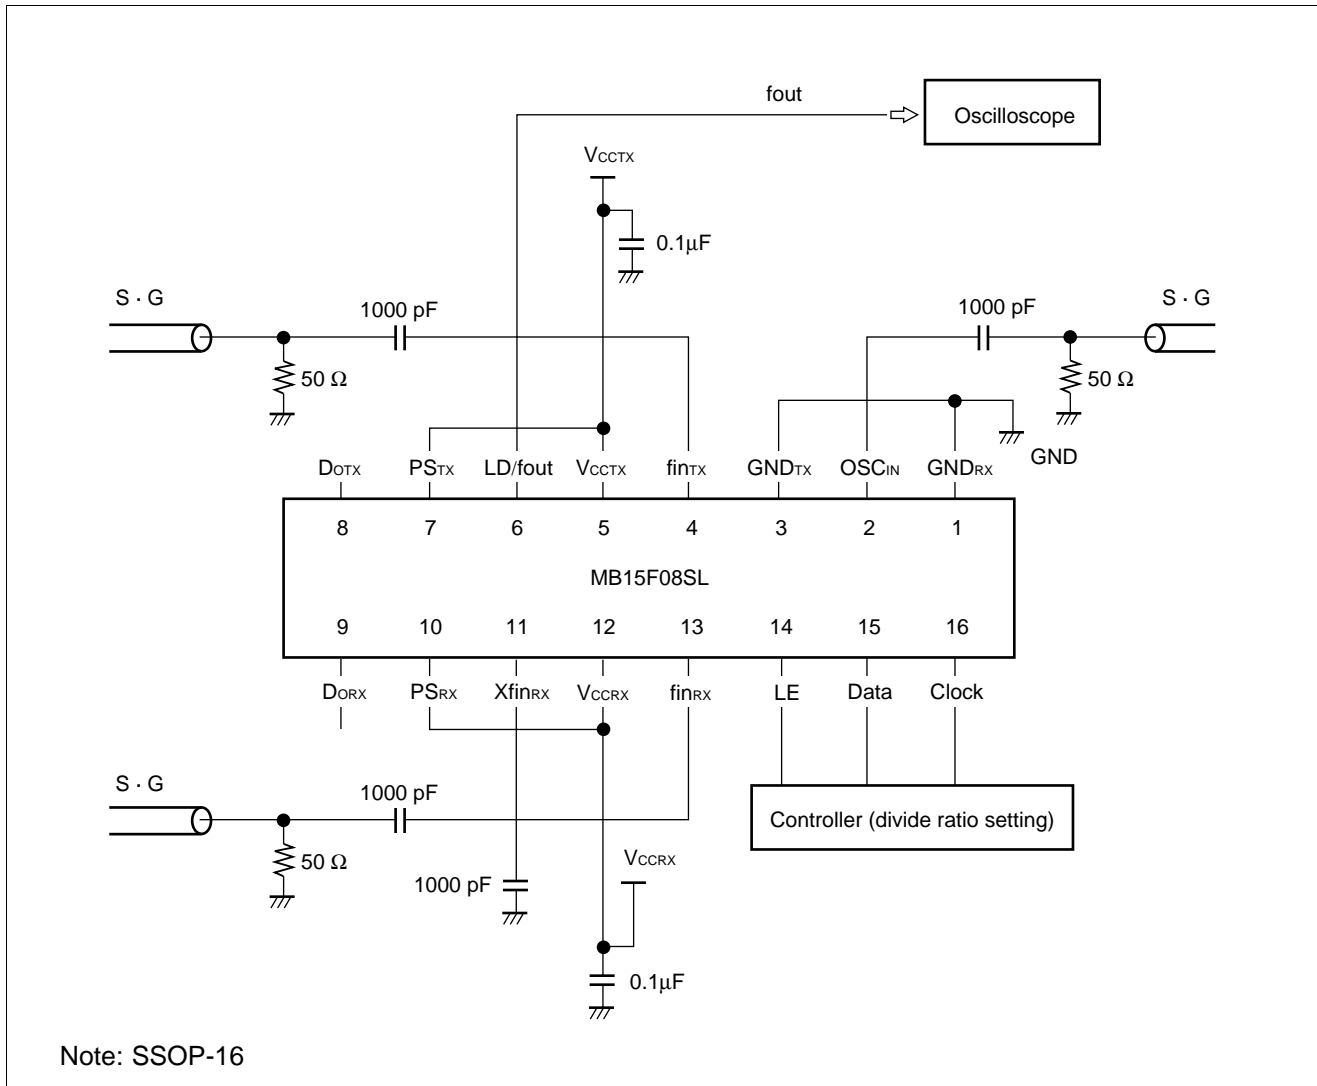 fout
Oscilloscope
VCCTX
0.1µF
S · G
1000 pF
1000 pF
S · G
50 Ω
50 Ω
GND
DOTX PSTX LD/fout VCCTX finTX GNDTX OSCIN GNDRX
8 7 6 5 4 3 2 1
MB15F08SL
9 10 11 12 13 14 15 16
DORX PSRX XfinRX VCCRX finRX LE Data Clock
S · G
1000 pF
Controller (divide ratio setting)
50 Ω
VCCRX
1000 pF
0.1µF
Note: SSOP-16